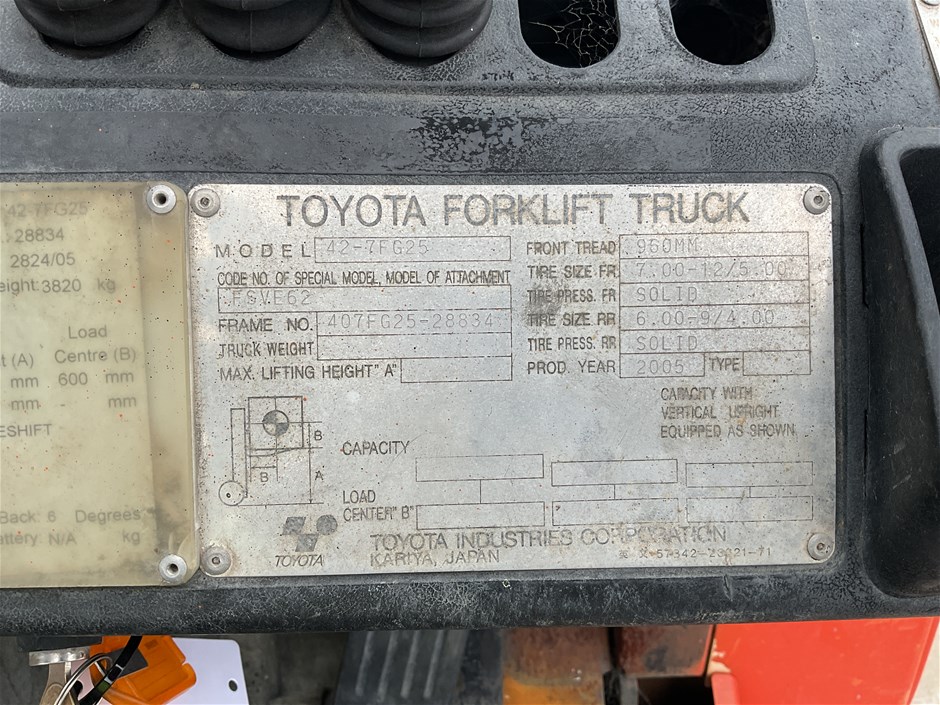 42-7FG25
28834
2824/05
eight: 3820 kg
Load
t (A) Centre (B)
mm 600 mm
mm - mm
ESHIFT
Back: 6 Degrees
attery: N/A kg
TOYOTA FORKLIFT TRUCK
MODEL 42-7FG25
CODE NO. OF SPECIAL MODEL, MODEL OF ATTACHMENT
FSVE62
FRAME NO. 407FG25-28834
TRUCK WEIGHT
MAX. LIFTING HEIGHT"A"
FRONT TREAD 960MM
TIRE SIZE FR 7.00-12/5.00
TIRE PRESS. FR SOLID
TIRE SIZE RR 6.00-9/4.00
TIRE PRESS. RR SOLID
PROD. YEAR 2005 TYPE
CAPACITY WITH
VERTICAL UPRIGHT
EQUIPPED AS SHOWN
B
B A
CAPACITY
LOAD
CENTER"B"
TOYOTA
TOYOTA INDUSTRIES CORPORATION
KARIYA, JAPAN